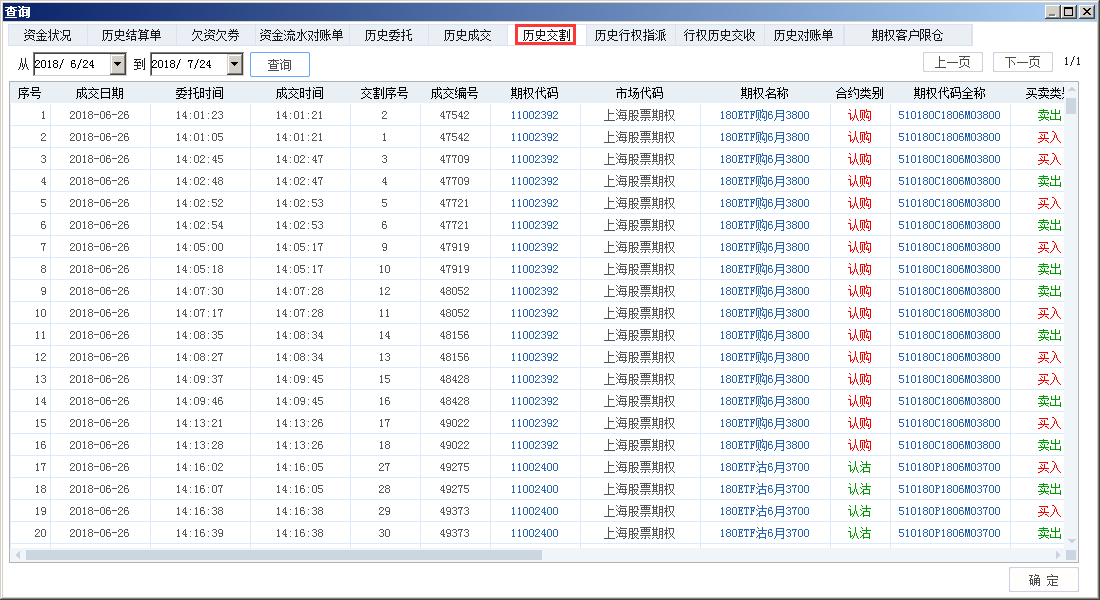 查询
资金状况 历史结算单 欠资欠券 资金流水对账单 历史委托 历史成交 历史交割 历史行权指派 行权历史交收 历史对账单 期权客户限仓
从 2018/ 6/24 到 2018/ 7/24 查询 上一页 下一页 1/1
序号 成交日期 委托时间 成交时间 交割序号 成交编号 期权代码 市场代码 期权名称 合约类别 期权代码全称 买卖类
1 2018-06-26 14:01:23 14:01:21 2 47542 11002392 上海股票期权 180ETF购6月3800 认购 510180C1806M03800 卖出
2 2018-06-26 14:01:05 14:01:21 1 47542 11002392 上海股票期权 180ETF购6月3800 认购 510180C1806M03800 买入
3 2018-06-26 14:02:45 14:02:47 3 47709 11002392 上海股票期权 180ETF购6月3800 认购 510180C1806M03800 买入
4 2018-06-26 14:02:48 14:02:47 4 47709 11002392 上海股票期权 180ETF购6月3800 认购 510180C1806M03800 卖出
5 2018-06-26 14:02:52 14:02:53 5 47721 11002392 上海股票期权 180ETF购6月3800 认购 510180C1806M03800 买入
6 2018-06-26 14:02:54 14:02:53 6 47721 11002392 上海股票期权 180ETF购6月3800 认购 510180C1806M03800 卖出
7 2018-06-26 14:05:00 14:05:17 9 47919 11002392 上海股票期权 180ETF购6月3800 认购 510180C1806M03800 买入
8 2018-06-26 14:05:18 14:05:17 10 47919 11002392 上海股票期权 180ETF购6月3800 认购 510180C1806M03800 卖出
9 2018-06-26 14:07:30 14:07:28 12 48052 11002392 上海股票期权 180ETF购6月3800 认购 510180C1806M03800 卖出
10 2018-06-26 14:07:17 14:07:28 11 48052 11002392 上海股票期权 180ETF购6月3800 认购 510180C1806M03800 买入
11 2018-06-26 14:08:35 14:08:34 14 48156 11002392 上海股票期权 180ETF购6月3800 认购 510180C1806M03800 卖出
12 2018-06-26 14:08:27 14:08:34 13 48156 11002392 上海股票期权 180ETF购6月3800 认购 510180C1806M03800 买入
13 2018-06-26 14:09:37 14:09:45 15 48428 11002392 上海股票期权 180ETF购6月3800 认购 510180C1806M03800 买入
14 2018-06-26 14:09:46 14:09:45 16 48428 11002392 上海股票期权 180ETF购6月3800 认购 510180C1806M03800 卖出
15 2018-06-26 14:13:21 14:13:26 17 49022 11002392 上海股票期权 180ETF购6月3800 认购 510180C1806M03800 买入
16 2018-06-26 14:13:28 14:13:26 18 49022 11002392 上海股票期权 180ETF购6月3800 认购 510180C1806M03800 卖出
17 2018-06-26 14:16:02 14:16:05 27 49275 11002400 上海股票期权 180ETF沽6月3700 认沽 510180P1806M03700 买入
18 2018-06-26 14:16:07 14:16:05 28 49275 11002400 上海股票期权 180ETF沽6月3700 认沽 510180P1806M03700 卖出
19 2018-06-26 14:16:38 14:16:38 29 49373 11002400 上海股票期权 180ETF沽6月3700 认沽 510180P1806M03700 买入
20 2018-06-26 14:16:39 14:16:38 30 49373 11002400 上海股票期权 180ETF沽6月3700 认沽 510180P1806M03700 卖出
确 定